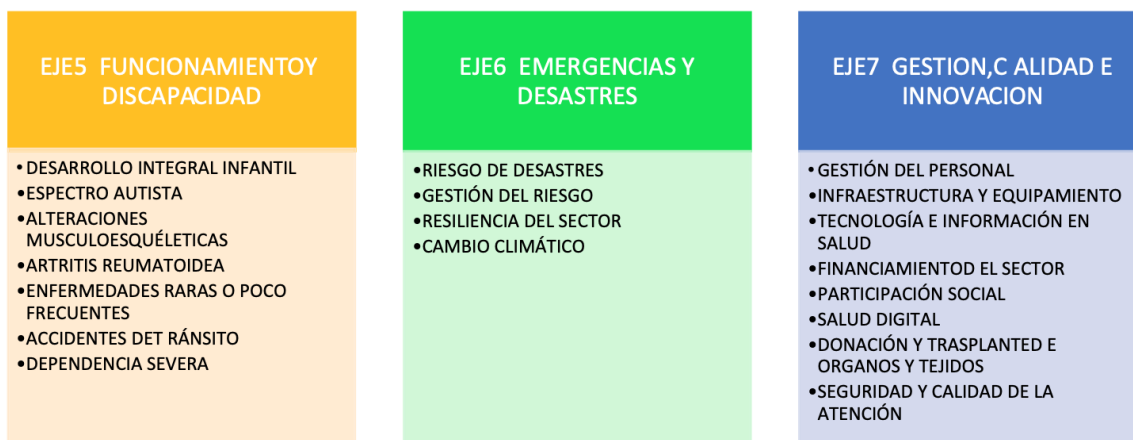 EJE5 FUNCIONAMIENTOY
DISCAPACIDAD
• DESARROLLO INTEGRAL INFANTIL
•ESPECTRO AUTISTA
•ALTERACIONES
MUSCULOESQUÉLETICAS
•ARTRITIS REUMATOIDEA
•ENFERMEDADES RARAS O POCO
FRECUENTES
•ACCIDENTES DET RÁNSITO
•DEPENDENCIA SEVERA
EJE6 EMERGENCIAS Y
DESASTRES
•RIESGO DE DESASTRES
•GESTIÓN DEL RIESGO
•RESILIENCIA DEL SECTOR
•CAMBIO CLIMÁTICO
EJE7 GESTION,C ALIDAD E
INNOVACION
• GESTIÓN DEL PERSONAL
•INFRAESTRUCTURA Y EQUIPAMIENTO
•TECNOLOGÍA E INFORMACIÓN EN
SALUD
•FINANCIAMIENTOD EL SECTOR
•PARTICIPACIÓN SOCIAL
•SALUD DIGITAL
•DONACIÓN Y TRASPLANTED E
ORGANOS Y TEJIDOS
•SEGURIDAD Y CALIDAD DE LA
ATENCIÓN